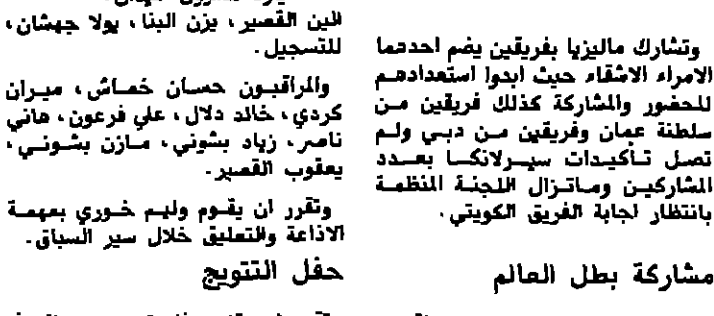 وتشارك ماليزيا بفريقين يضم احدهما
الامراء الاشقاء حيث ابدوا استعدادهم
للحضور والمشاركة كذلك فريقين من
سلطنة عمان وفريقين من دبي ولم
تصل تأكيدات سيرلانكا بعدد
المشاركين وماتزال اللجنة المنظمة
بانتظار اجابة الفريق الكويتي.
مشاركة بطل العالم
الين القصير، يزن البنا، بولا جهشان،
للتسجيل.
والمراقبون حسان خماش، ميران
كردي، خالد دلال، علي فرعون، هاني
ناصر، زياد بشوني، مازن بشوني،
يعقوب القصير.
وتقرر ان يقوم وليم خوري بمهمة
الاذاعة والتعليق خلال سير السباق.
حفل التتويج